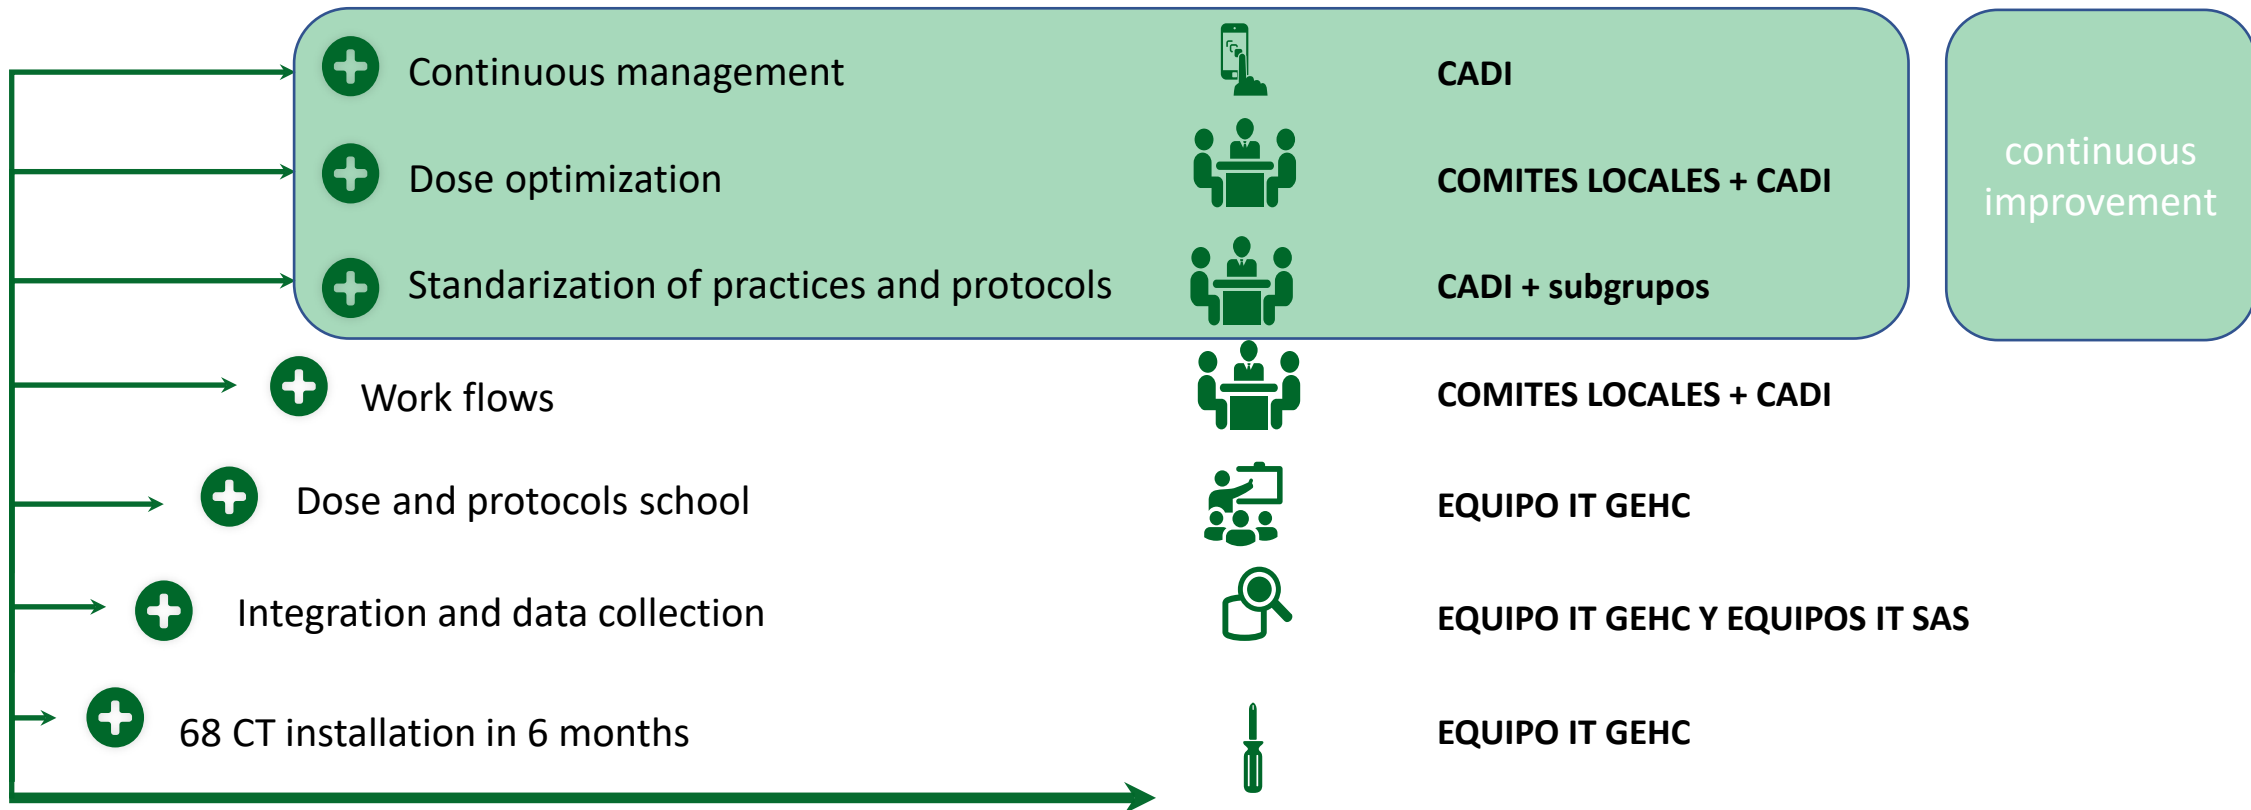 Continuous management CADI
Dose optimization COMITES LOCALES + CADI
Standarization of practices and protocols CADI + subgrupos
continuous
improvement
Work flows COMITES LOCALES + CADI
Dose and protocols school EQUIPO IT GEHC
Integration and data collection EQUIPO IT GEHC Y EQUIPOS IT SAS
68 CT installation in 6 months EQUIPO IT GEHC